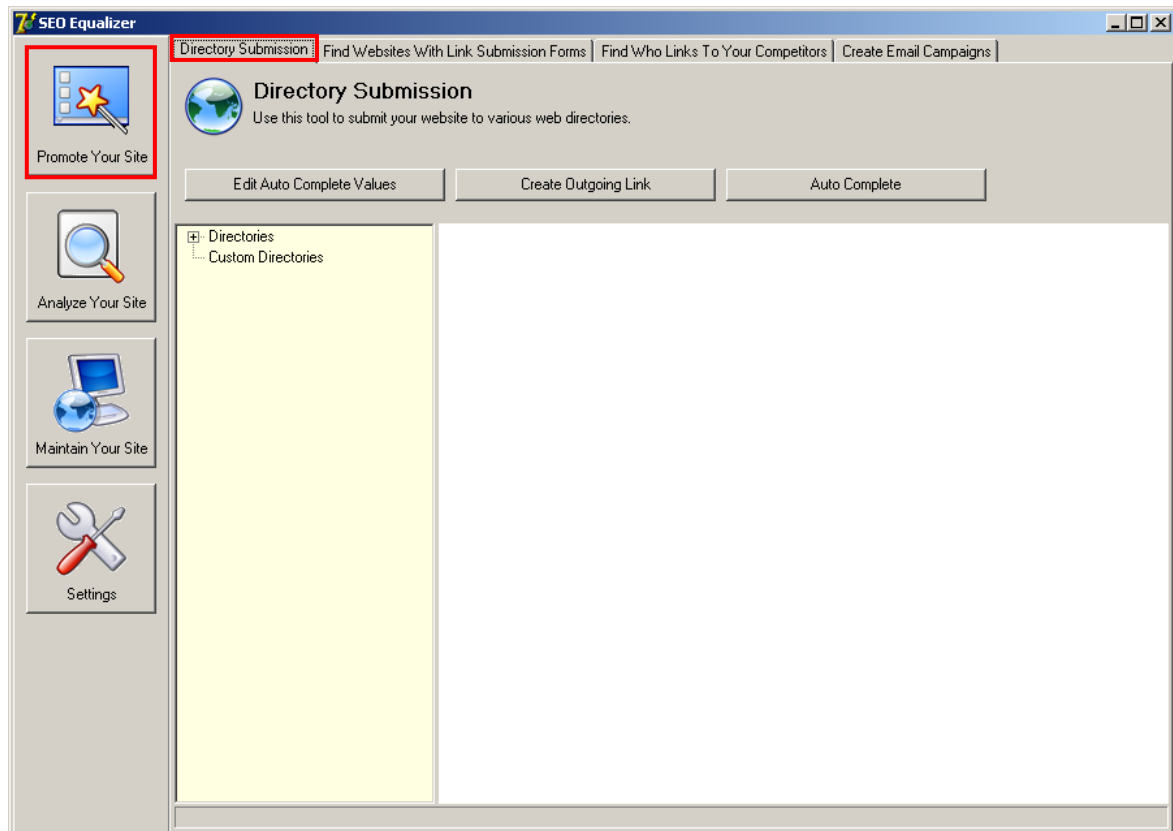 SEO Equalizer
Directory Submission Find Websites With Link Submission Forms Find Who Links To Your Competitors Create Email Campaigns
Directory Submission
Use this tool to submit your website to various web directories.
Promote Your Site
Edit Auto Complete Values Create Outgoing Link Auto Complete
Directories
Custom Directories
Analyze Your Site
Maintain Your Site
Settings